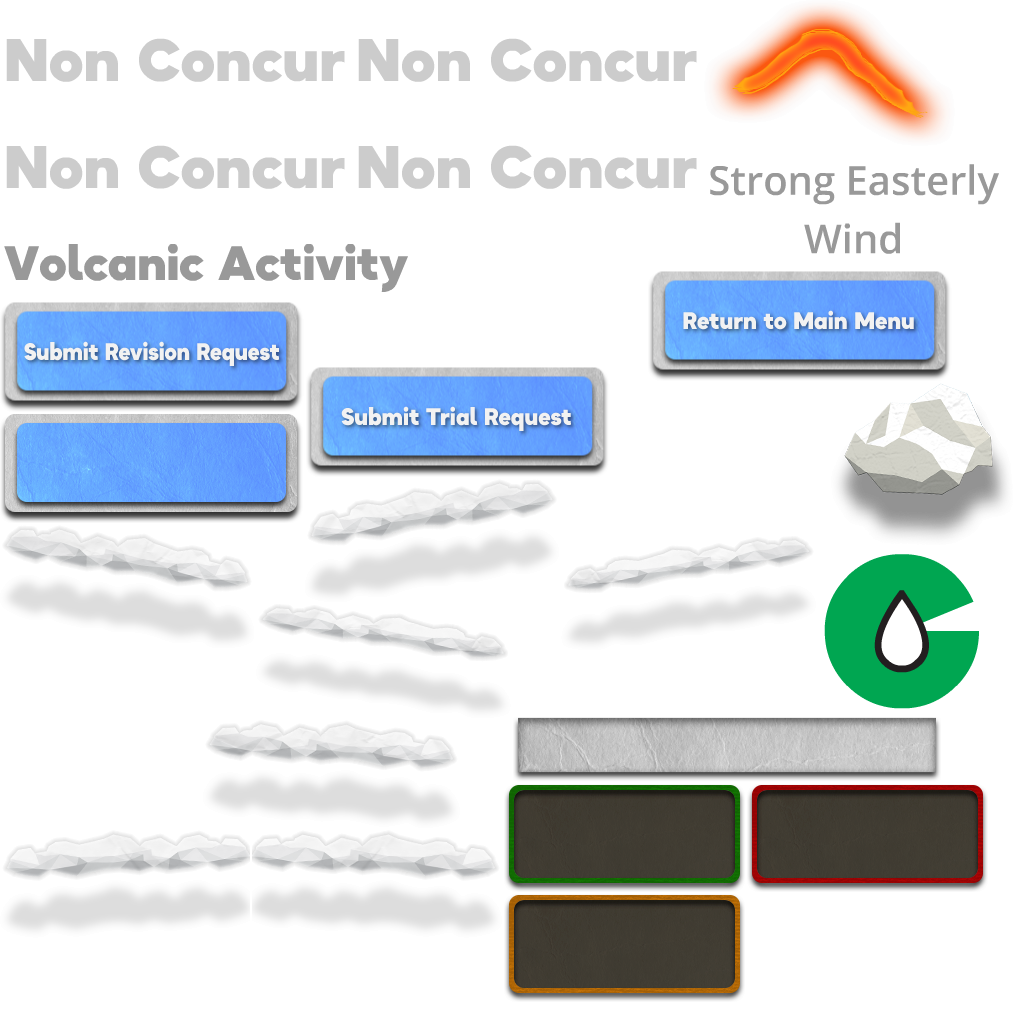 Non Concur Non Concur
Non Concur Non Concur
Strong Easterly
Wind
Volcanic Activity
Return to Main Menu
Submit Revision Request
Submit Trial Request